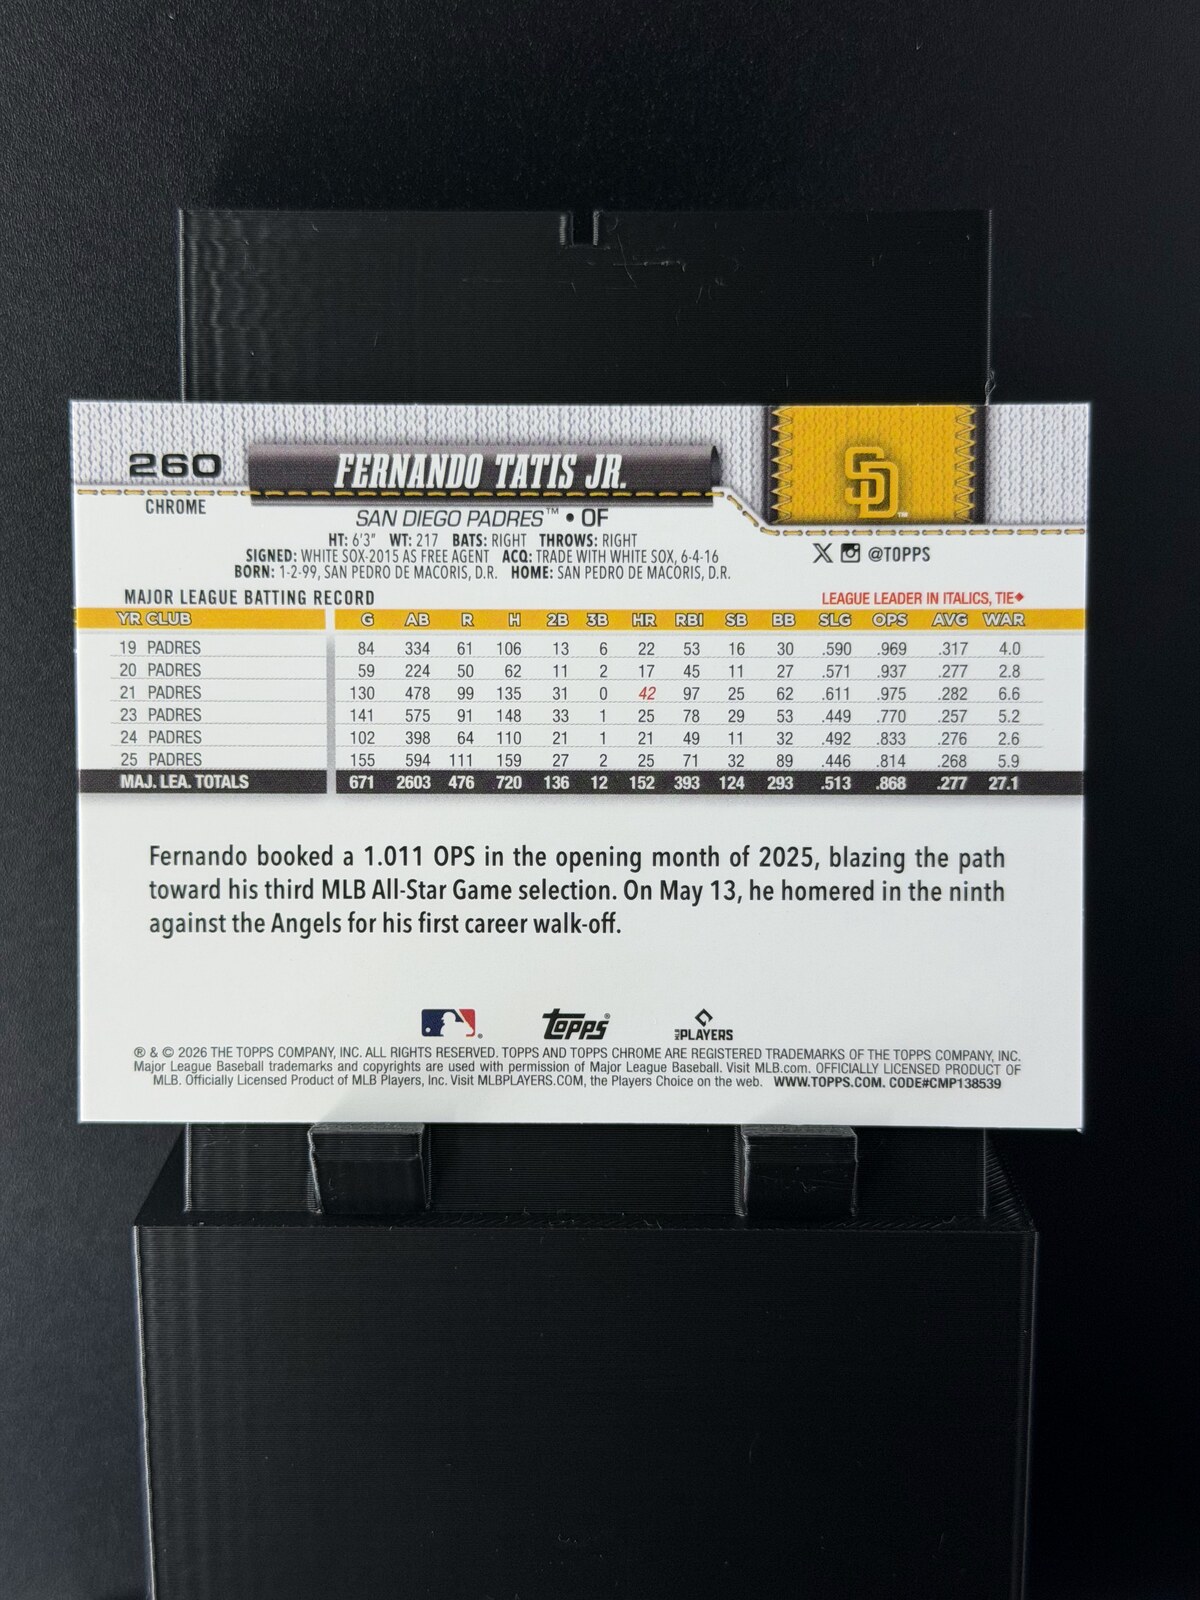 260
CHROME
FERNANDO TATIS JR.
SD™
SAN DIEGO PADRES™ • OF
HT: 6'3" WT: 217 BATS: RIGHT THROWS: RIGHT
SIGNED: WHITE SOX-2015 AS FREE AGENT ACQ: TRADE WITH WHITE SOX, 6-4-16
BORN: 1-2-99, SAN PEDRO DE MACORIS, D.R. HOME: SAN PEDRO DE MACORIS, D.R.
@TOPPS
MAJOR LEAGUE BATTING RECORD LEAGUE LEADER IN ITALICS, TIE◆
YR CLUB G AB R H 2B 3B HR RBI SB BB SLG OPS AVG WAR
19 PADRES 84 334 61 106 13 6 22 53 16 30 .590 .969 .317 4.0
20 PADRES 59 224 50 62 11 2 17 45 11 27 .571 .937 .277 2.8
21 PADRES 130 478 99 135 31 0 42 97 25 62 .611 .975 .282 6.6
23 PADRES 141 575 91 148 33 1 25 78 29 53 .449 .770 .257 5.2
24 PADRES 102 398 64 110 21 1 21 49 11 32 .492 .833 .276 2.6
25 PADRES 155 594 111 159 27 2 25 71 32 89 .446 .814 .268 5.9
MAJ. LEA. TOTALS 671 2603 476 720 136 12 152 393 124 293 .513 .868 .277 27.1
Fernando booked a 1.011 OPS in the opening month of 2025, blazing the path
toward his third MLB All-Star Game selection. On May 13, he homered in the ninth
against the Angels for his first career walk-off.
Topps®
MLB PLAYERS
® & © 2026 THE TOPPS COMPANY, INC. ALL RIGHTS RESERVED. TOPPS AND TOPPS CHROME ARE REGISTERED TRADEMARKS OF THE TOPPS COMPANY, INC.
Major League Baseball trademarks and copyrights are used with permission of Major League Baseball. Visit MLB.com. OFFICIALLY LICENSED PRODUCT OF
MLB. Officially Licensed Product of MLB Players, Inc. Visit MLBPLAYERS.COM, the Players Choice on the web. WWW.TOPPS.COM. CODE#CMP138539